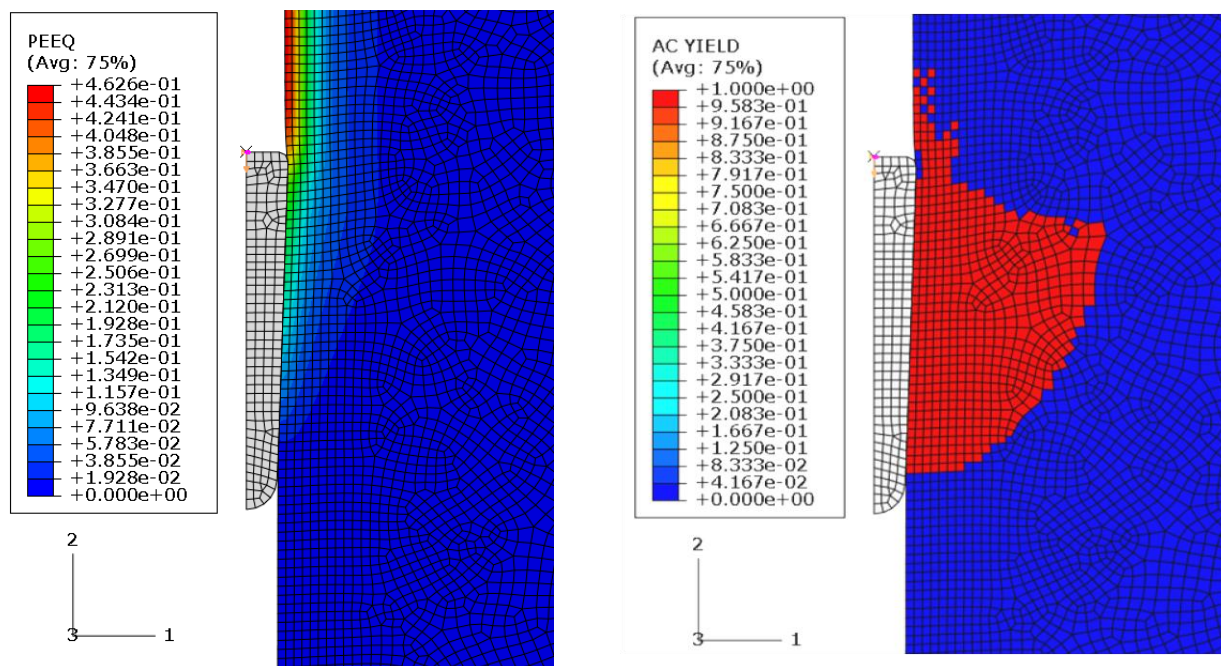 PEEQ
(Avg: 75%)
+4.626e-01
+4.434e-01
+4.241e-01
+4.048e-01
+3.855e-01
+3.663e-01
+3.470e-01
+3.277e-01
+3.084e-01
+2.891e-01
+2.699e-01
+2.506e-01
+2.313e-01
+2.120e-01
+1.928e-01
+1.735e-01
+1.542e-01
+1.349e-01
+1.157e-01
+9.638e-02
+7.711e-02
+5.783e-02
+3.855e-02
+1.928e-02
+0.000e+00
2
3
1
AC YIELD
(Avg: 75%)
+1.000e+00
+9.583e-01
+9.167e-01
+8.750e-01
+8.333e-01
+7.917e-01
+7.500e-01
+7.083e-01
+6.667e-01
+6.250e-01
+5.833e-01
+5.417e-01
+5.000e-01
+4.583e-01
+4.167e-01
+3.750e-01
+3.333e-01
+2.917e-01
+2.500e-01
+2.083e-01
+1.667e-01
+1.250e-01
+8.333e-02
+4.167e-02
+0.000e+00
2
3
1